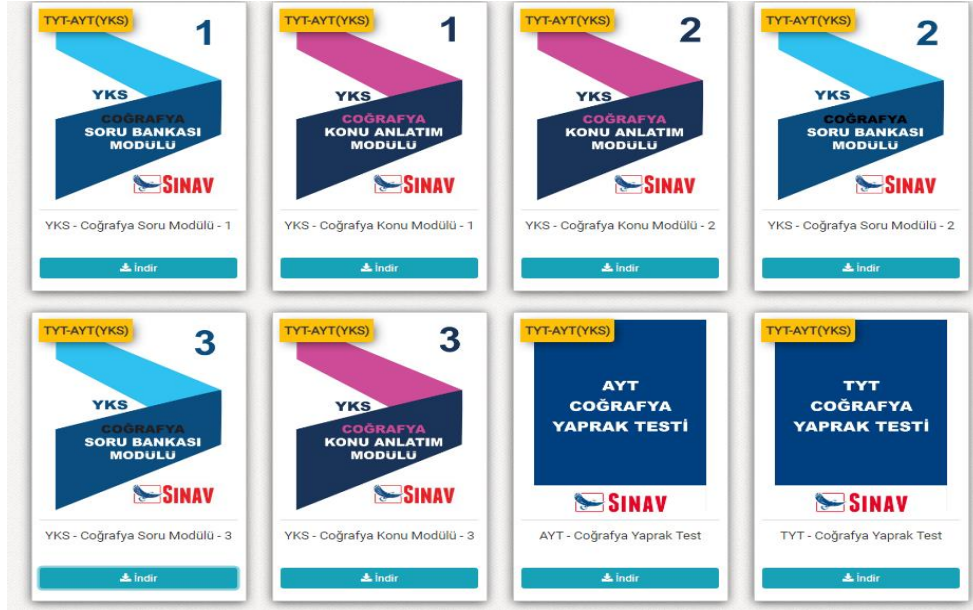 TYT-AYT(YKS)
1
YKS
COĞRAFYA
SORU BANKASI
MODÜLÜ
SINAV
YKS - Coğrafya Soru Modülü - 1
İndir
TYT-AYT(YKS)
1
YKS
COĞRAFYA
KONU ANLATIM
MODÜLÜ
SINAV
YKS - Coğrafya Konu Modülü - 1
İndir
TYT-AYT(YKS)
2
YKS
COĞRAFYA
KONU ANLATIM
MODÜLÜ
SINAV
YKS - Coğrafya Konu Modülü - 2
İndir
TYT-AYT(YKS)
2
YKS
COĞRAFYA
SORU BANKASI
MODÜLÜ
SINAV
YKS - Coğrafya Soru Modülü - 2
İndir
TYT-AYT(YKS)
3
YKS
COĞRAFYA
SORU BANKASI
MODÜLÜ
SINAV
YKS - Coğrafya Soru Modülü - 3
İndir
TYT-AYT(YKS)
3
YKS
COĞRAFYA
KONU ANLATIM
MODÜLÜ
SINAV
YKS - Coğrafya Konu Modülü - 3
İndir
TYT-AYT(YKS)
AYT
COĞRAFYA
YAPRAK TESTİ
SINAV
AYT - Coğrafya Yaprak Test
İndir
TYT-AYT(YKS)
TYT
COĞRAFYA
YAPRAK TESTİ
SINAV
TYT - Coğrafya Yaprak Test
İndir